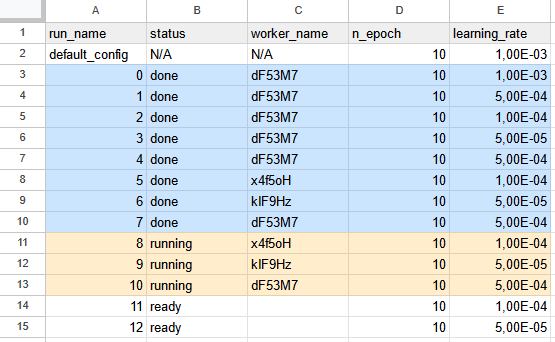 A B C D E
1 run_name status worker_name n_epoch learning_rate
2 default_config N/A N/A 10 1,00E-03
3 0 done dF53M7 10 1,00E-03
4 1 done dF53M7 10 5,00E-04
5 2 done dF53M7 10 1,00E-04
6 3 done dF53M7 10 5,00E-05
7 4 done dF53M7 10 5,00E-04
8 5 done x4f5oH 10 1,00E-04
9 6 done kIF9Hz 10 5,00E-05
10 7 done dF53M7 10 5,00E-04
11 8 running x4f5oH 10 1,00E-04
12 9 running kIF9Hz 10 5,00E-05
13 10 running dF53M7 10 5,00E-04
14 11 ready 10 1,00E-04
15 12 ready 10 5,00E-05